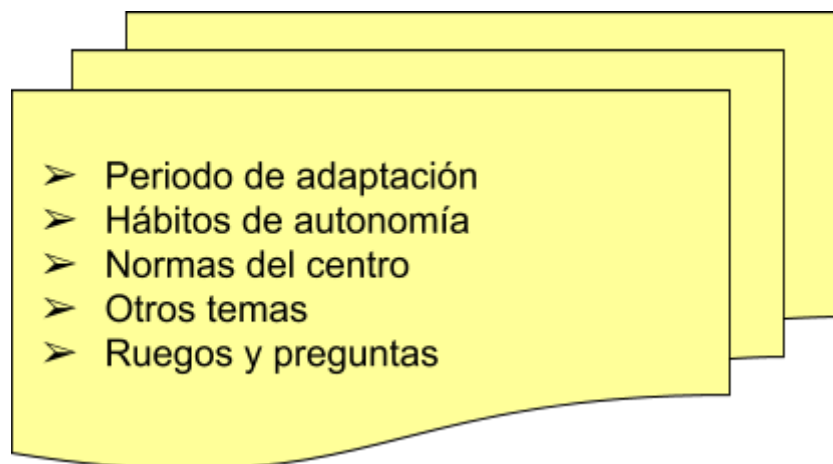 ➢ Periodo de adaptación
➢ Hábitos de autonomía
➢ Normas del centro
➢ Otros temas
➢ Ruegos y preguntas